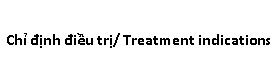 Chỉ định điều trị/ Treatment indications